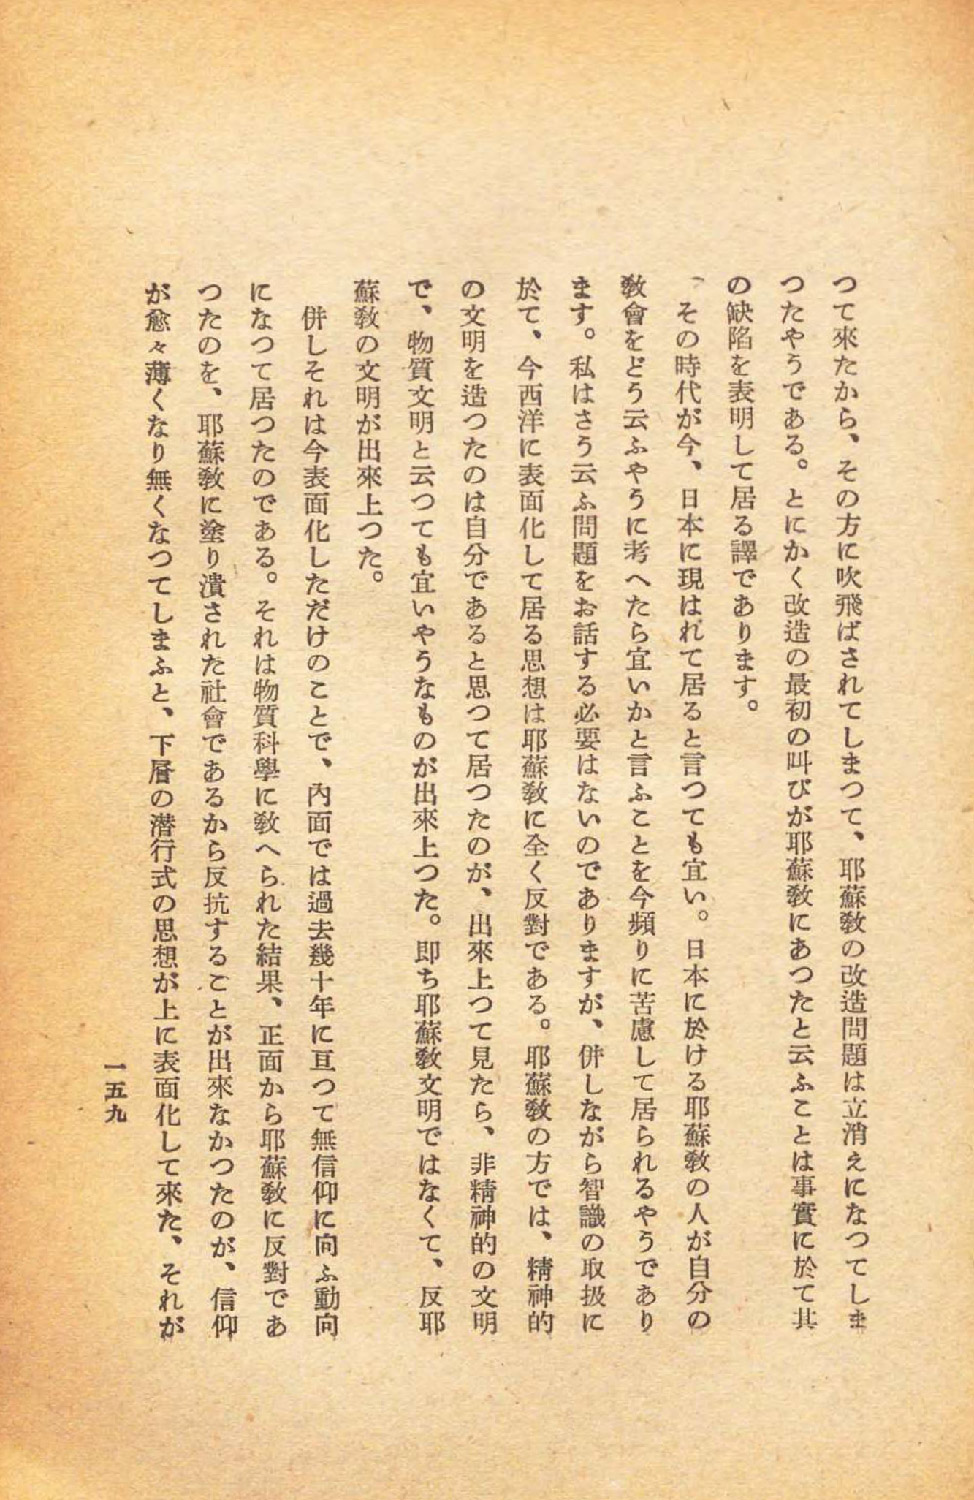 つて來たから、その方に吹飛ばされてしまつて、耶蘇敎の改造問題は立消えになつてしま
つたやうである。とにかく改造の最初の叫びが耶蘇敎にあつたと云ふことは事實に於て其
の缺陷を表明して居る譯であります。
その時代が今、日本に現はれて居ると言つても宜い。日本に於ける耶蘇敎の人が自分の
敎會をどう云ふやうに考へたら宜いかと言ふことを今頻りに苦慮して居られるやうであり
ます。私はさう云ふ問題をお話する必要はないのでありますが、併しながら智識の取扱に
於て、今西洋に表面化して居る思想は耶蘇敎に全く反對である。耶蘇敎の方では、精神的
の文明を造つたのは自分であると思つて居つたのが、出來上つて見たら、非精神的の文明
で、物質文明と云つても宜いやうなものが出來上つた。卽ち耶蘇敎文明ではなくて、反耶
蘇敎の文明が出來上つた。
併しそれは今表面化しただけのことで、內面では過去幾十年に亙つて無信仰に向ふ動向
になつて居つたのである。それは物質科學に敎へられた結果、正面から耶蘇敎に反對であ
つたのを、耶蘇敎に塗り潰された社會であるから反抗することが出來なかつたのが、信仰
が愈々薄くなり無くなつてしまふと、下層の潛行式の思想が上に表面化して來た、それが
一五九